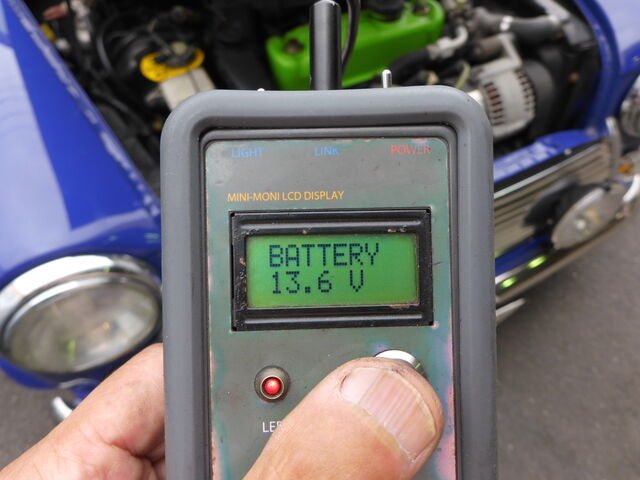 LIGHT LINK POWER
MINI-MONI LCD DISPLAY
BATTERY
13.6 V